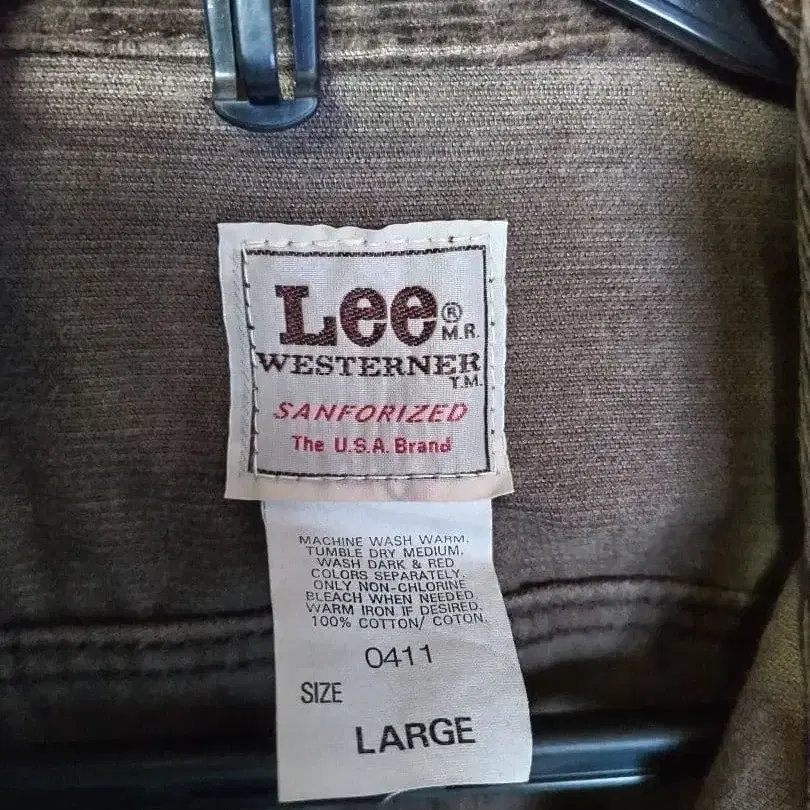 Lee®
M.R.
WESTERNER
T.M.
SANFORIZED
The U.S.A. Brand
MACHINE WASH WARM.
TUMBLE DRY MEDIUM.
WASH DARK & RED
COLORS SEPARATELY.
ONLY NON-CHLORINE
BLEACH WHEN NEEDED.
WARM IRON IF DESIRED.
100% COTTON/ COTON.
0411
SIZE
LARGE